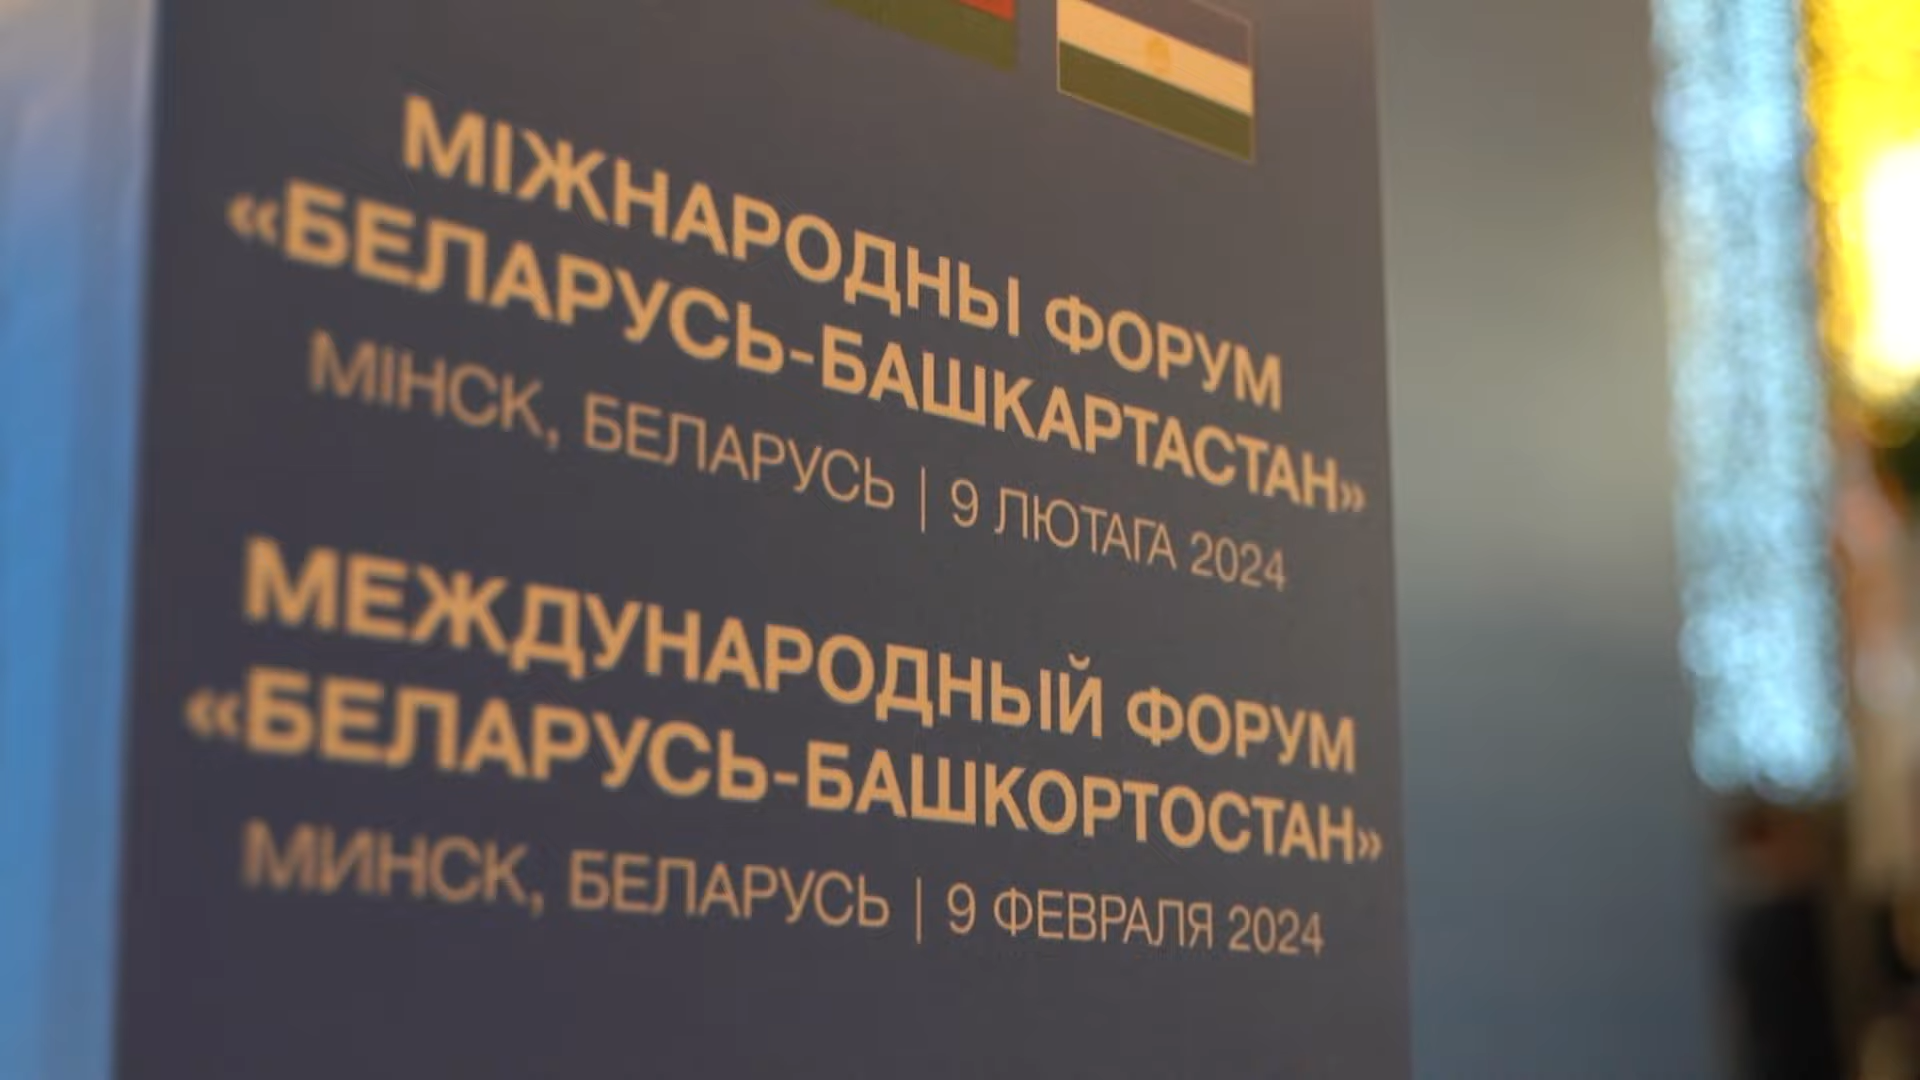 МІЖНАРОДНЫ ФОРУМ
«БЕЛАРУСЬ-БАШКАРТАСТАН»
МІНСК, БЕЛАРУСЬ | 9 ЛЮТАГА 2024
МЕЖДУНАРОДНЫЙ ФОРУМ
«БЕЛАРУСЬ-БАШКОРТОСТАН»
МИНСК, БЕЛАРУСЬ | 9 ФЕВРАЛЯ 2024